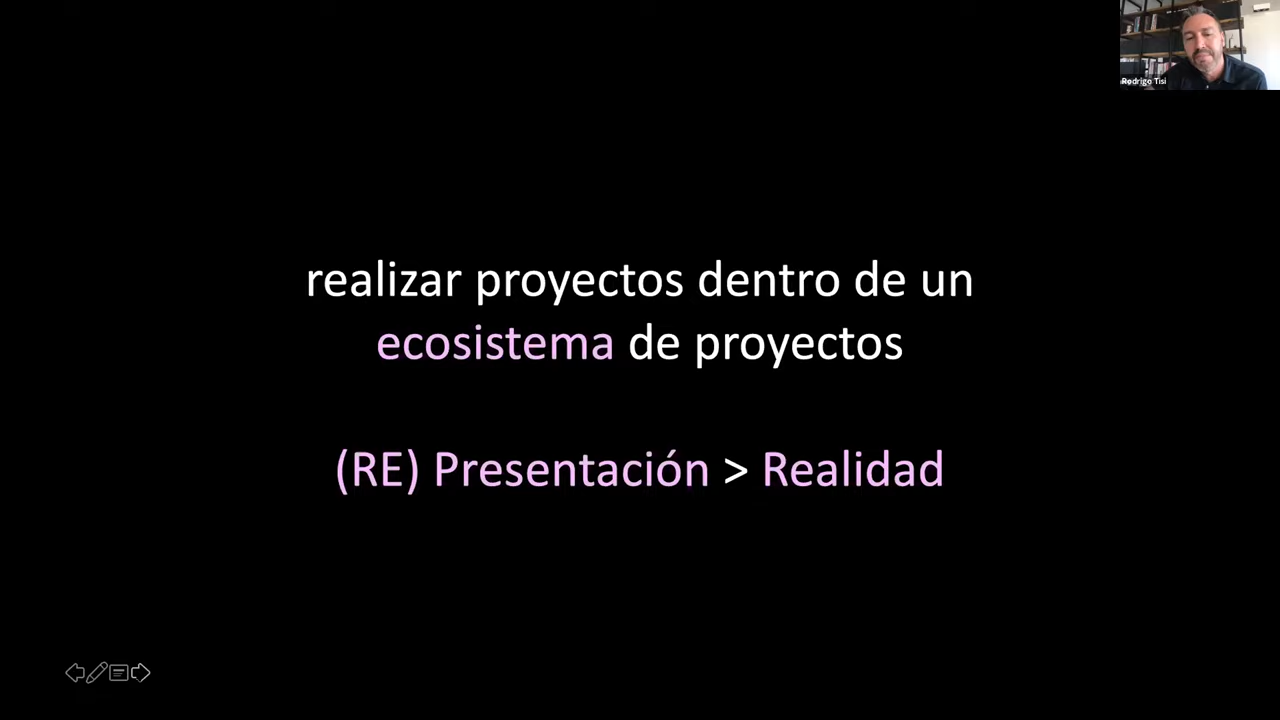 Rodrigo Tisi
realizar proyectos dentro de un
ecosistema de proyectos
(RE) Presentación > Realidad